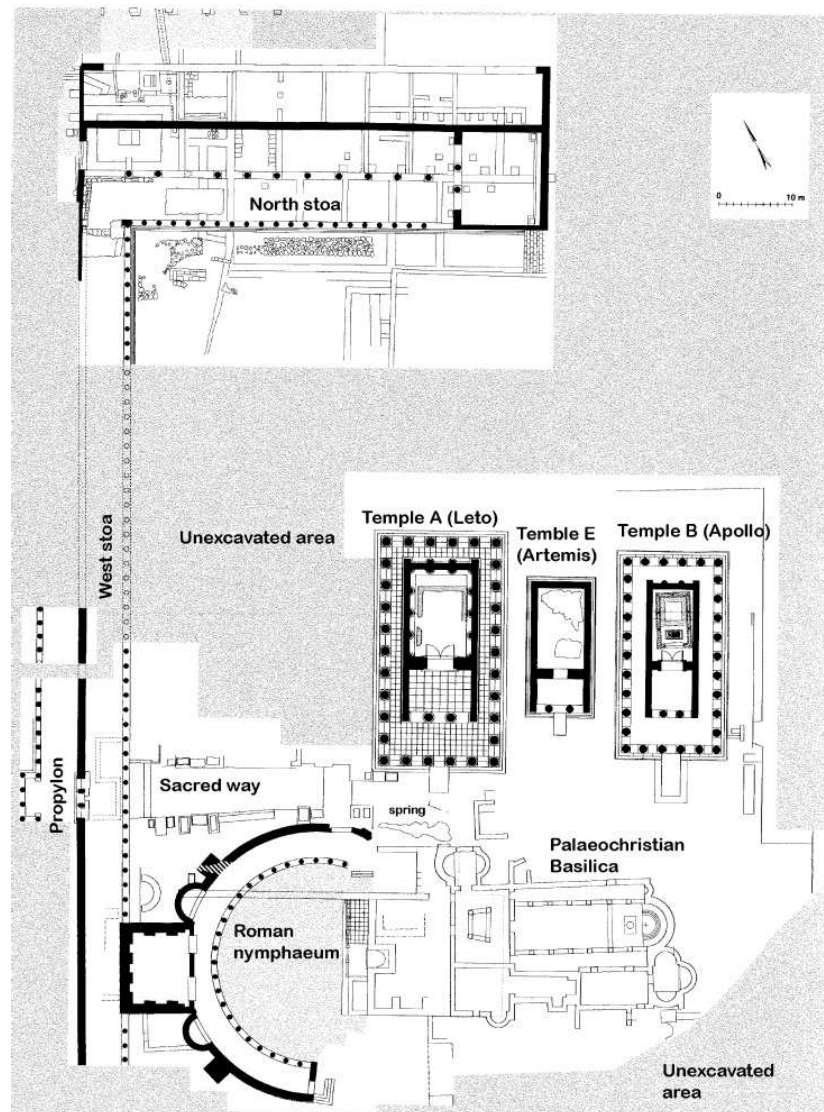 0 10 m
North stoa
West stoa
Unexcavated area
Temple A (Leto)
Temble E
(Artemis)
Temple B (Apollo)
Propylon
Sacred way
spring
Palaeochristian
Basilica
Roman
nymphaeum
Unexcavated
area